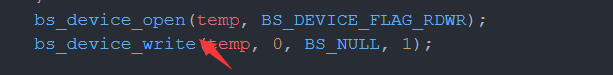 bs_device_open(temp, BS_DEVICE_FLAG_RDWR);
bs_device_write(temp, 0, BS_NULL, 1);